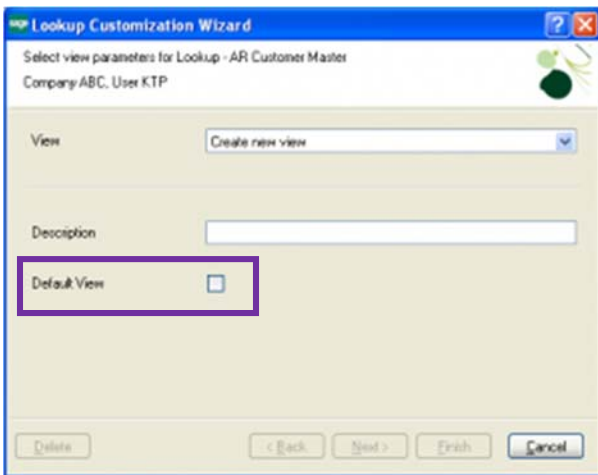 sage Lookup Customization Wizard
Select view parameters for Lookup - AR Customer Master
Company ABC, User KTP
View
Create new view
Description
Default View
Delete
< Back
Next >
Finish
Cancel